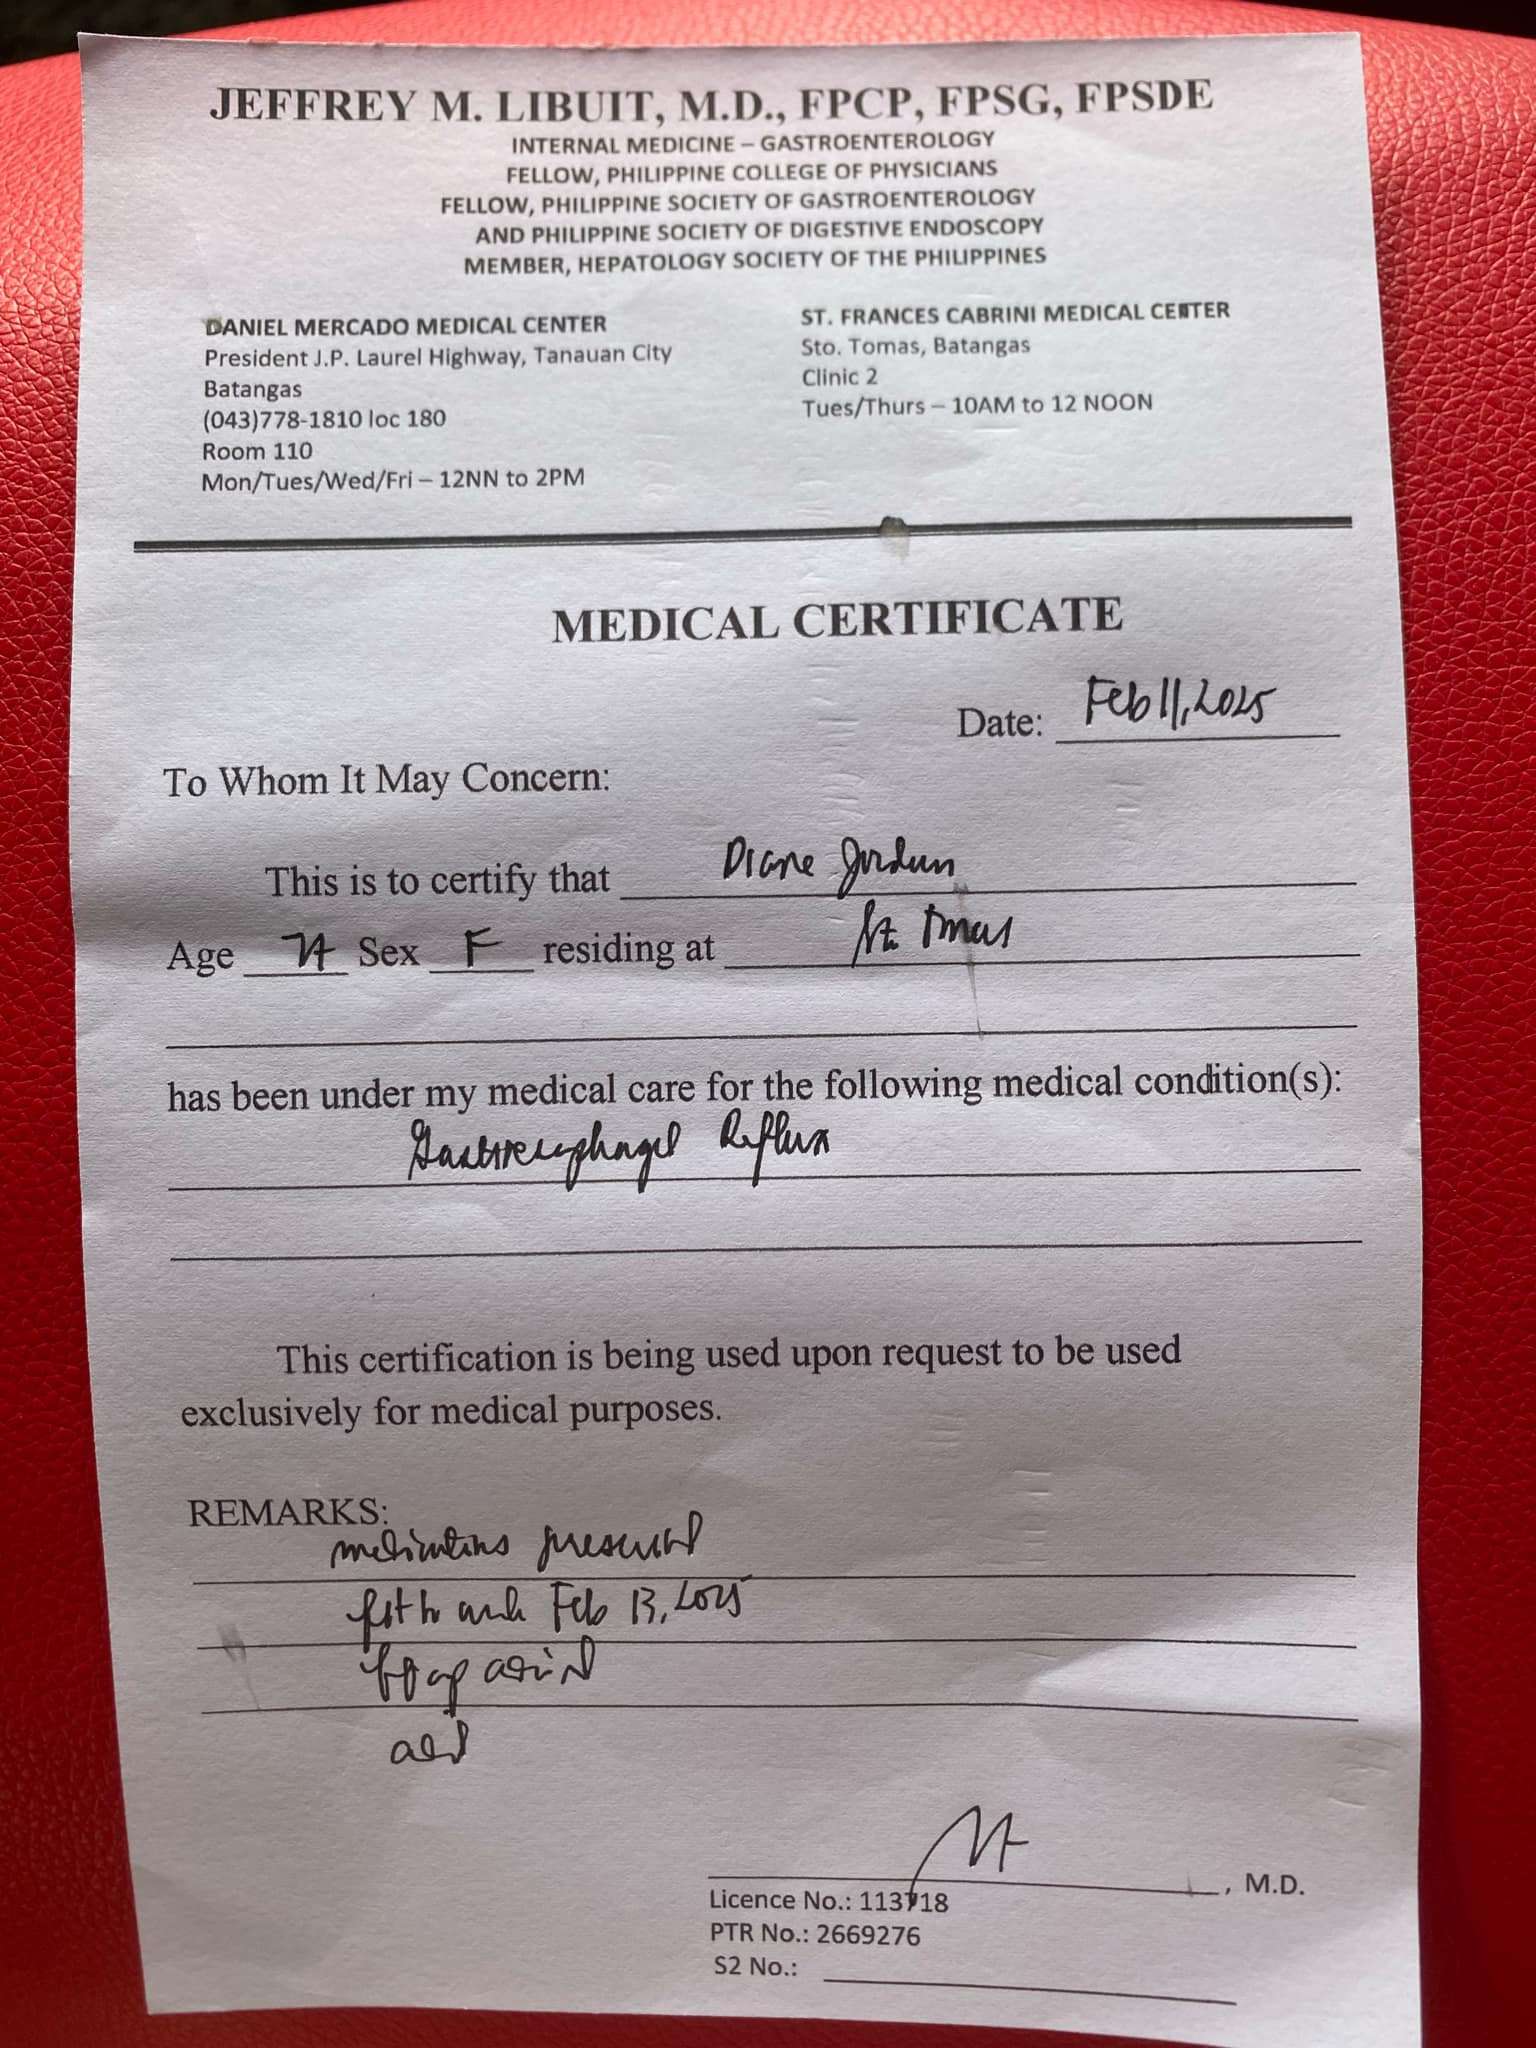 JEFFREY M. LIBUIT, M.D., FPCP, FPSG, FPSDE
INTERNAL MEDICINE – GASTROENTEROLOGY
FELLOW, PHILIPPINE COLLEGE OF PHYSICIANS
FELLOW, PHILIPPINE SOCIETY OF GASTROENTEROLOGY
AND PHILIPPINE SOCIETY OF DIGESTIVE ENDOSCOPY
MEMBER, HEPATOLOGY SOCIETY OF THE PHILIPPINES
DANIEL MERCADO MEDICAL CENTER
President J.P. Laurel Highway, Tanauan City
Batangas
(043)778-1810 loc 180
Room 110
Mon/Tues/Wed/Fri – 12NN to 2PM
ST. FRANCES CABRINI MEDICAL CENTER
Sto. Tomas, Batangas
Clinic 2
Tues/Thurs – 10AM to 12 NOON
MEDICAL CERTIFICATE
Date: Feb 11, 2025
To Whom It May Concern:
This is to certify that Diane Jordan
Age Sex F residing at Sto Tomas
has been under my medical care for the following medical condition(s):
Gastroesophageal Reflux
This certification is being used upon request to be used
exclusively for medical purposes.
REMARKS:
medications
fit to work Feb 13, 2025
, M.D.
Licence No.: 113718
PTR No.: 2669276
S2 No.: